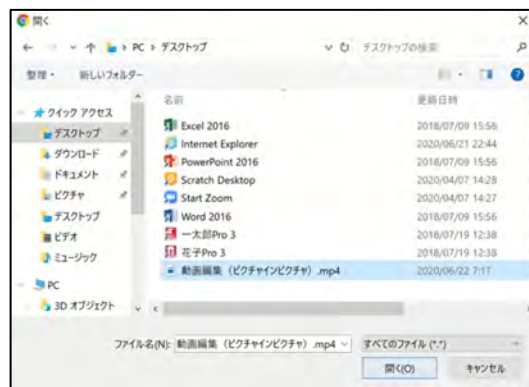 開く
PC > デスクトップ
デスクトップの検索
整理 新しいフォルダー
名前 更新日時
クイック アクセス
デスクトップ
ダウンロード
ドキュメント
ピクチャ
デスクトップ
ビデオ
ミュージック
PC
3D オブジェクト
Excel 2016 2018/07/09 15:56
Internet Explorer 2020/06/21 22:44
PowerPoint 2016 2018/07/09 15:56
Scratch Desktop 2020/04/07 14:28
Start Zoom 2020/04/07 14:27
Word 2016 2018/07/09 15:56
一太郎Pro 3 2018/07/19 12:38
花子Pro 3 2018/07/19 12:38
動画編集（ピクチャインピクチャ）.mp4 2020/06/22 7:17
ファイル名(N): 動画編集（ピクチャインピクチャ）.mp4 すべてのファイル (*.*)
開く(O) キャンセル